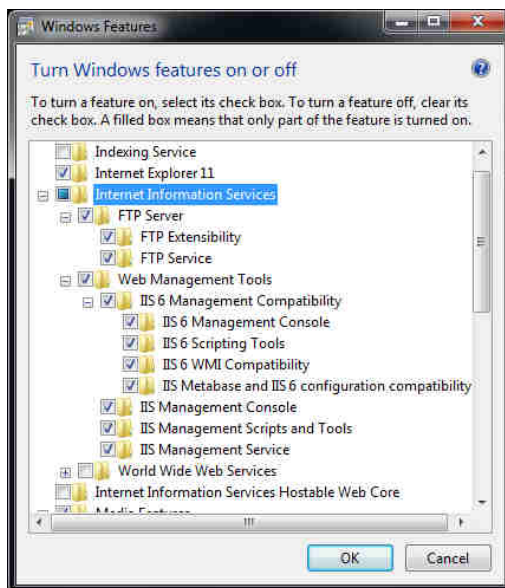 Windows Features
Turn Windows features on or off
To turn a feature on, select its check box. To turn a feature off, clear its
check box. A filled box means that only part of the feature is turned on.
Indexing Service
Internet Explorer 11
Internet Information Services
FTP Server
FTP Extensibility
FTP Service
Web Management Tools
IIS 6 Management Compatibility
IIS 6 Management Console
IIS 6 Scripting Tools
IIS 6 WMI Compatibility
IIS Metabase and IIS 6 configuration compatibility
IIS Management Console
IIS Management Scripts and Tools
IIS Management Service
World Wide Web Services
Internet Information Services Hostable Web Core
Media Features
OK
Cancel